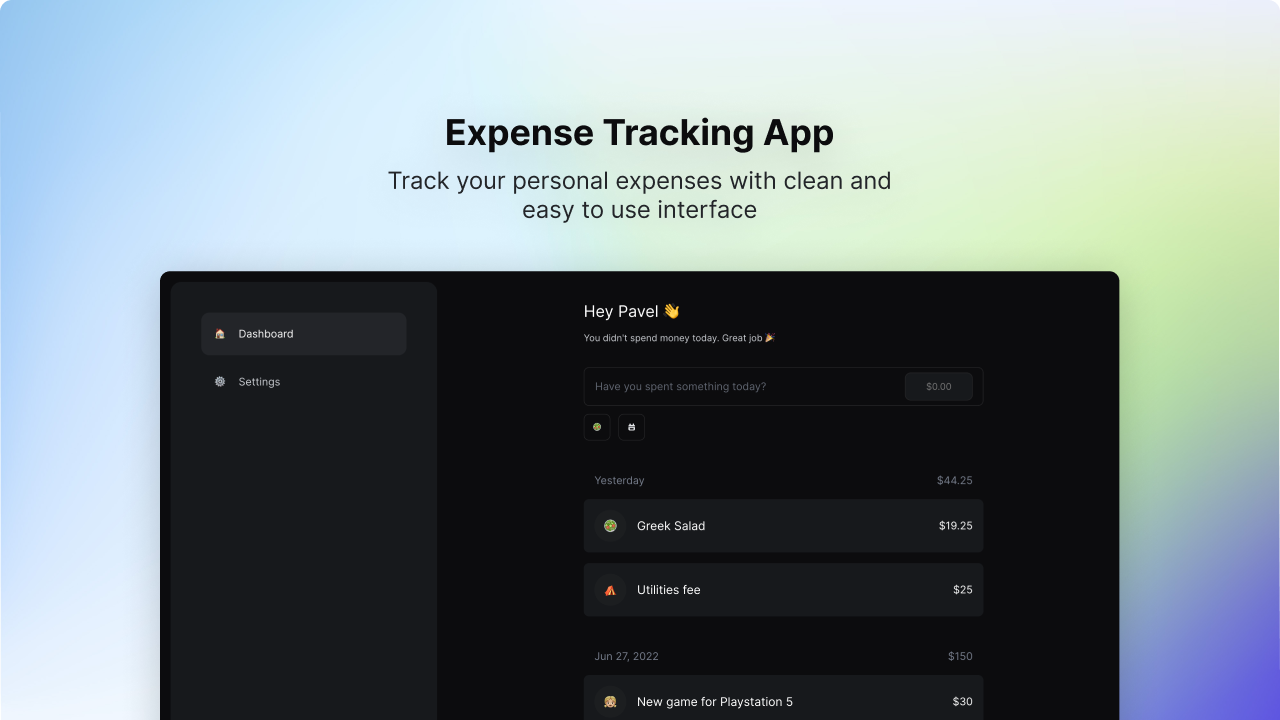 Expense Tracking App
Track your personal expenses with clean and
easy to use interface
Dashboard
Settings
Hey Pavel 👋
You didn't spend money today. Great job 🎉
Have you spent something today?
$0.00
Yesterday
$44.25
Greek Salad
$19.25
Utilities fee
$25
Jun 27, 2022
$150
New game for Playstation 5
$30